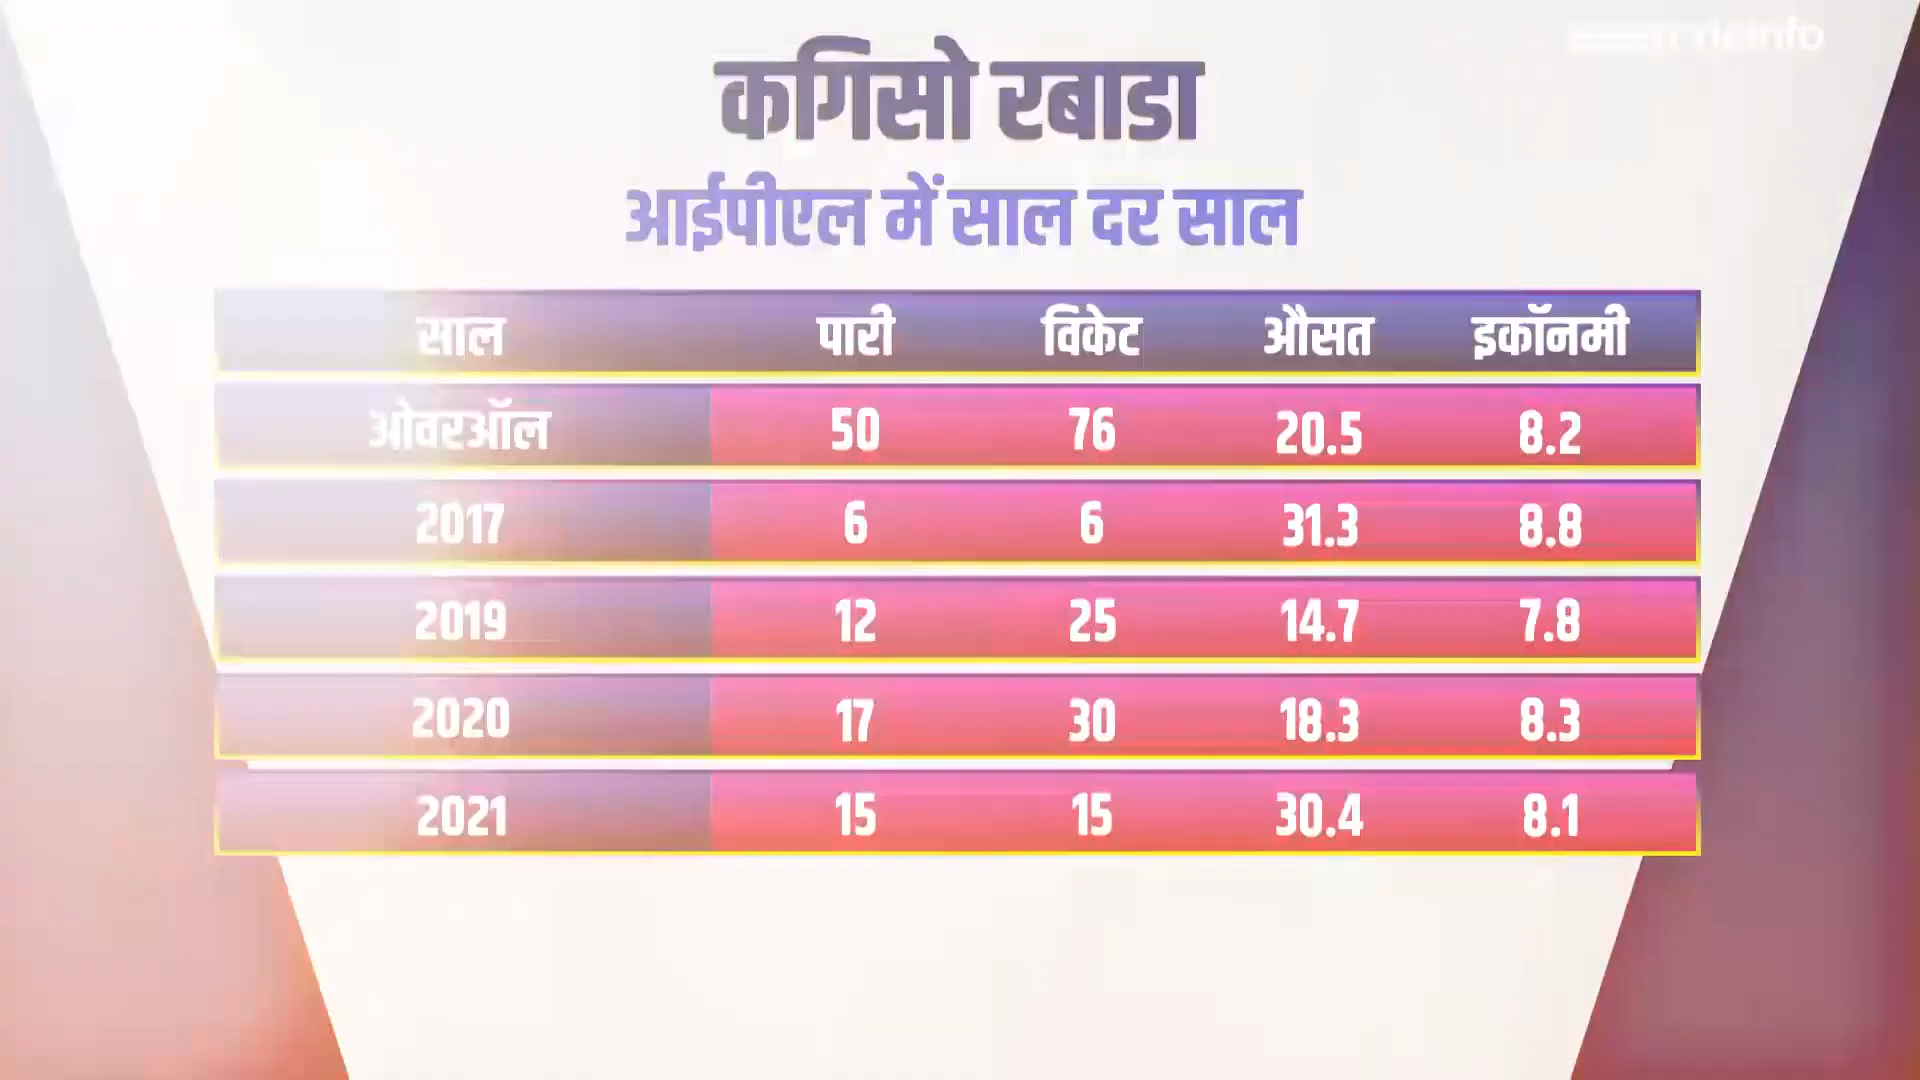 कगिसो रबाडा
आईपीएल में साल दर साल
साल पारी विकेट औसत इकॉनमी
ओवरऑल 50 76 20.5 8.2
2017 6 6 31.3 8.8
2019 12 25 14.7 7.8
2020 17 30 18.3 8.3
2021 15 15 30.4 8.1